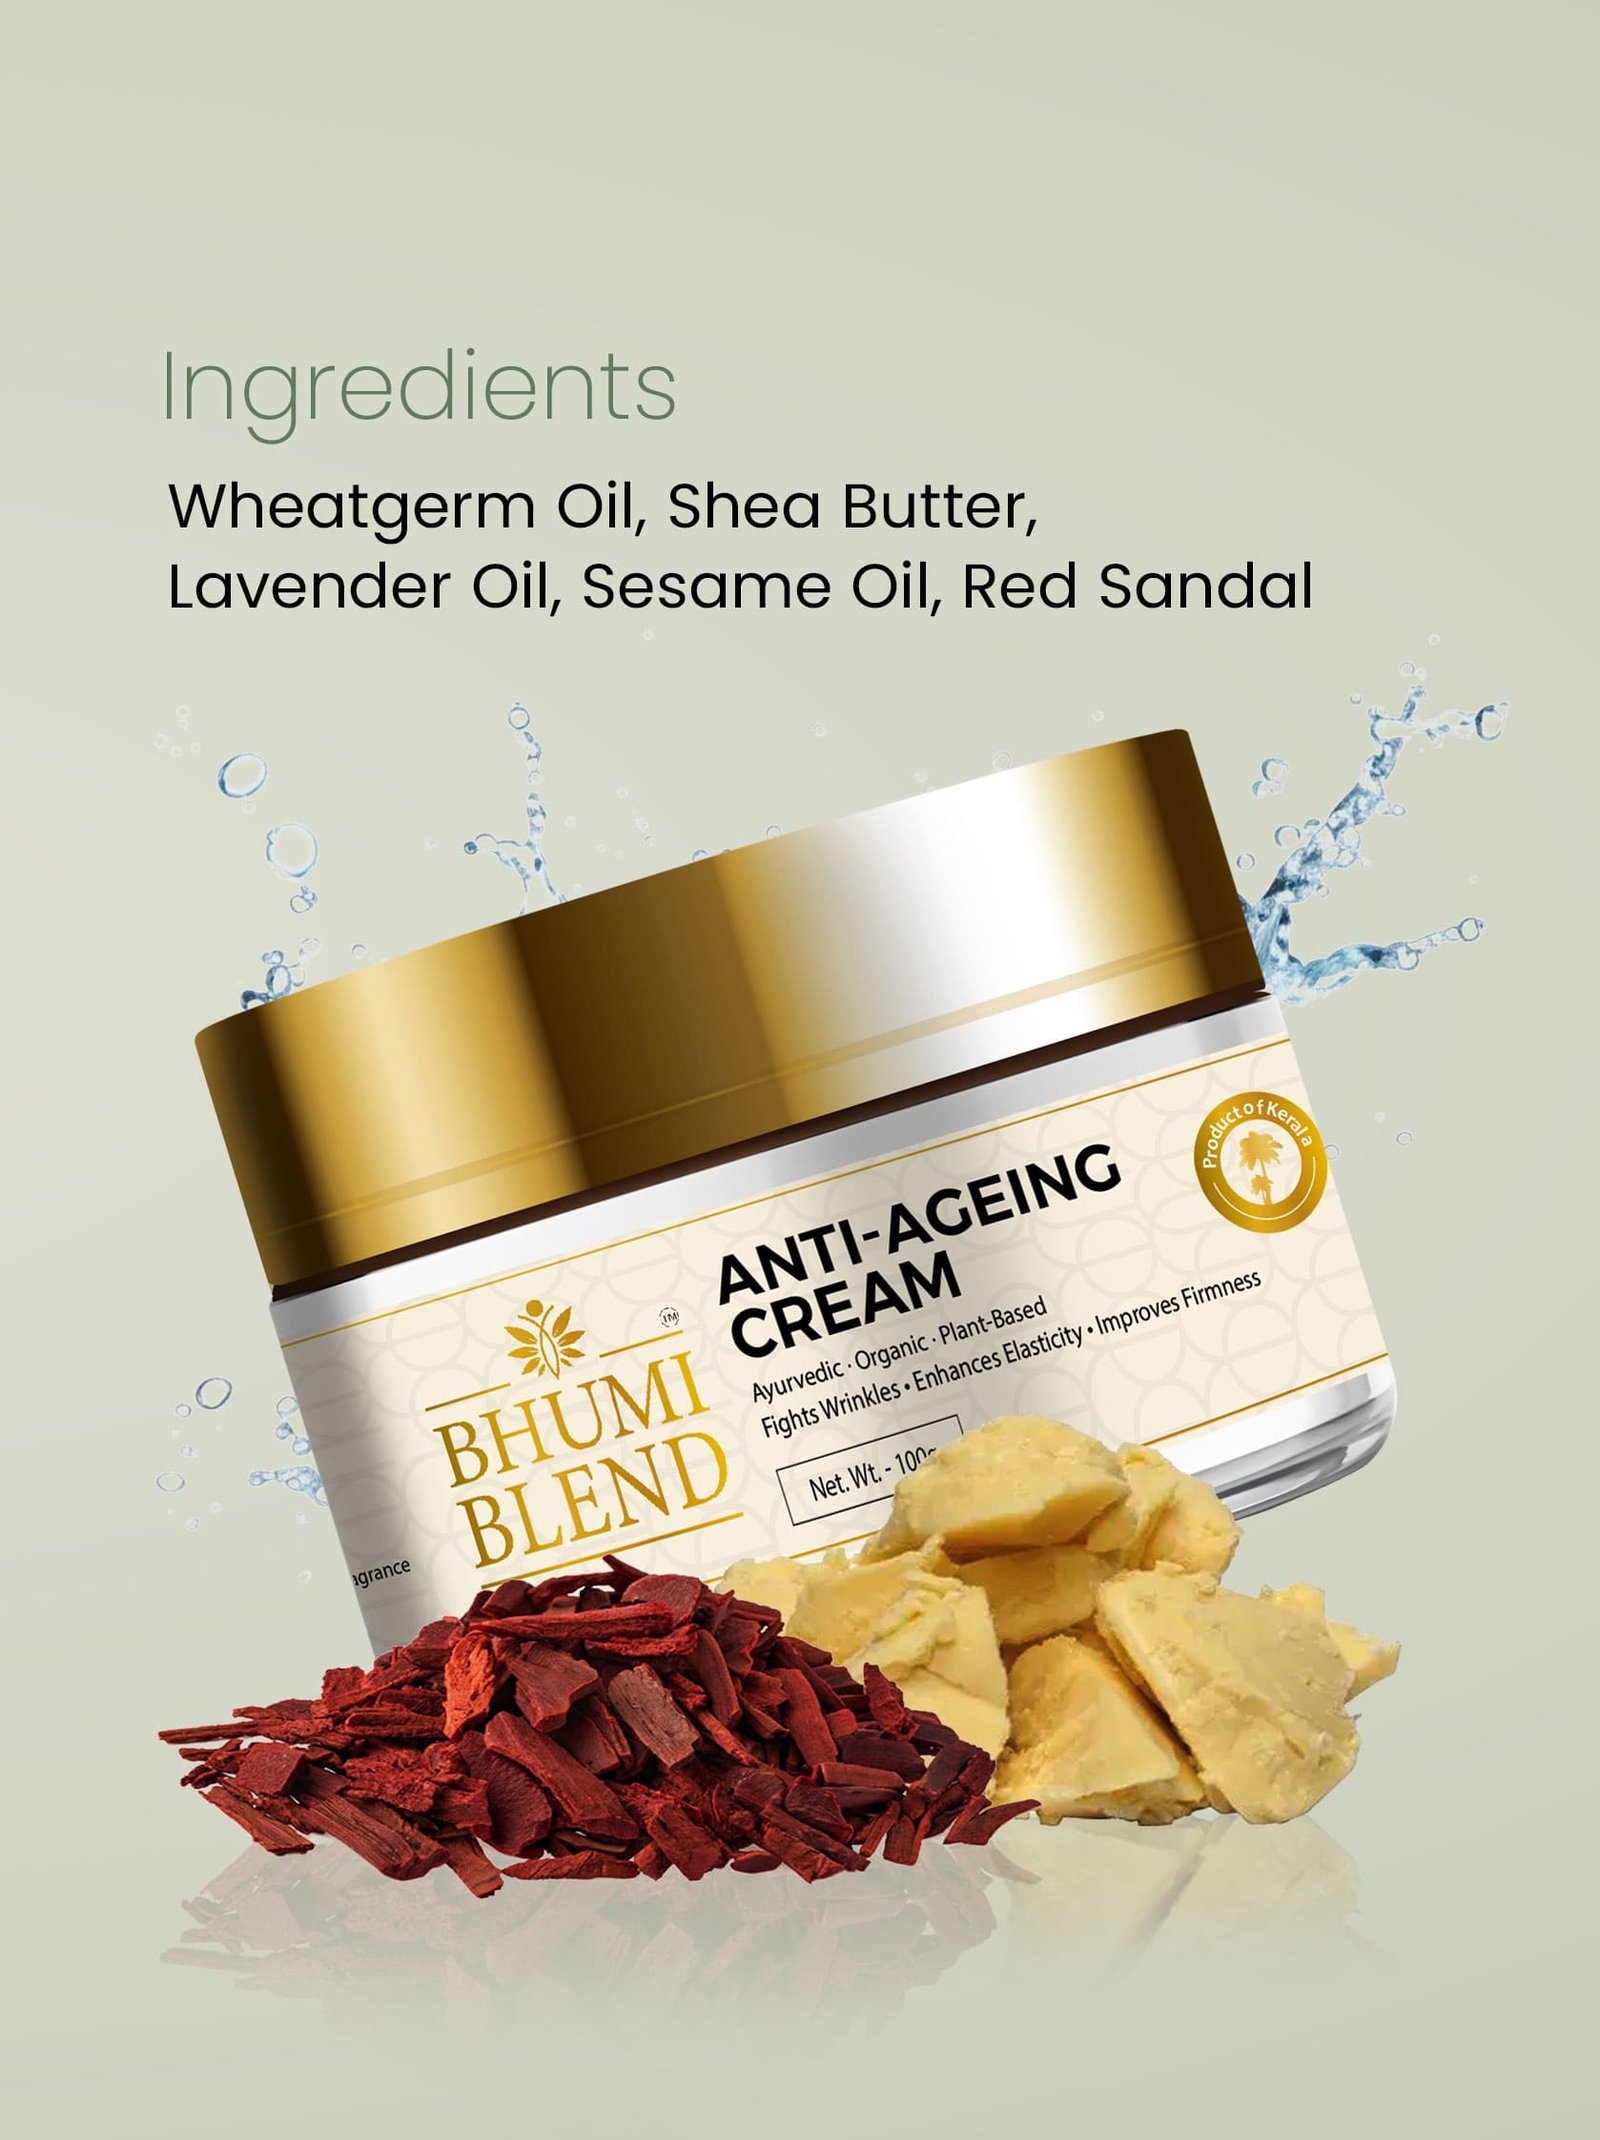 Ingredients
Wheatgerm Oil, Shea Butter,
Lavender Oil, Sesame Oil, Red Sandal
Product of Kerala
ANTI-AGEING
CREAM
Ayurvedic · Organic · Plant-Based
Fights Wrinkles • Enhances Elasticity • Improves Firmness
Net. Wt. - 100
TM
BHUMI
BLEND